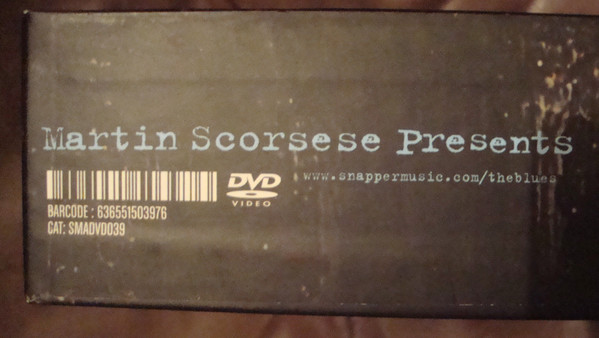 Martin Scorsese Presents
DVD
VIDEO
www.snappermusic.com/theblues
BARCODE : 636551503976
CAT: SMADVD039